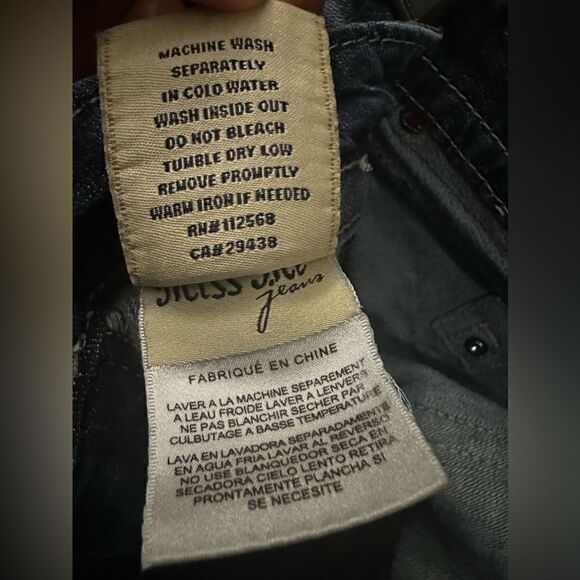 MACHINE WASH
SEPARATELY
IN COLD WATER
WASH INSIDE OUT
DO NOT BLEACH
TUMBLE DRY LOW
REMOVE PROMPTLY
WARM IRON IF NEEDED
RN#112568
CA#29438
jeans
FABRIQUÉ EN CHINE
LAVER A LA MACHINE SEPAREMENT
A LEAU FROIDE LAVER A LENVERS
NE PAS BLANCHIR SECHER PAR
CULBUTAGE A BASSE TEMPERATURE
LAVA EN LAVADORA SEPARADAMENTE
EN AGUA FRIA LAVAR AL REVERSO
NO USE BLANQUEDOR SECA EN
SECADORA CIELO LENTO RETIRA
PRONTAMENTE PLANCHA SI
SE NECESITE